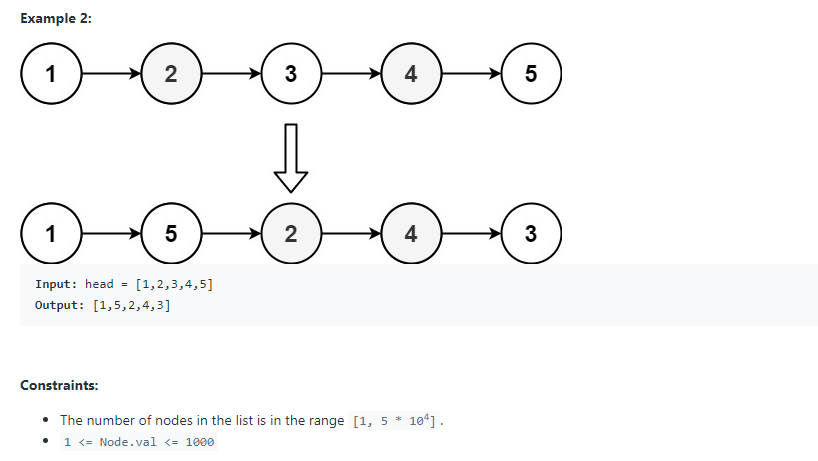 Example 2:
1 2 3 4 5
1 5 2 4 3
Input: head = [1,2,3,4,5]
Output: [1,5,2,4,3]
Constraints:
• The number of nodes in the list is in the range [1, 5 * 10⁴].
• 1 <= Node.val <= 1000